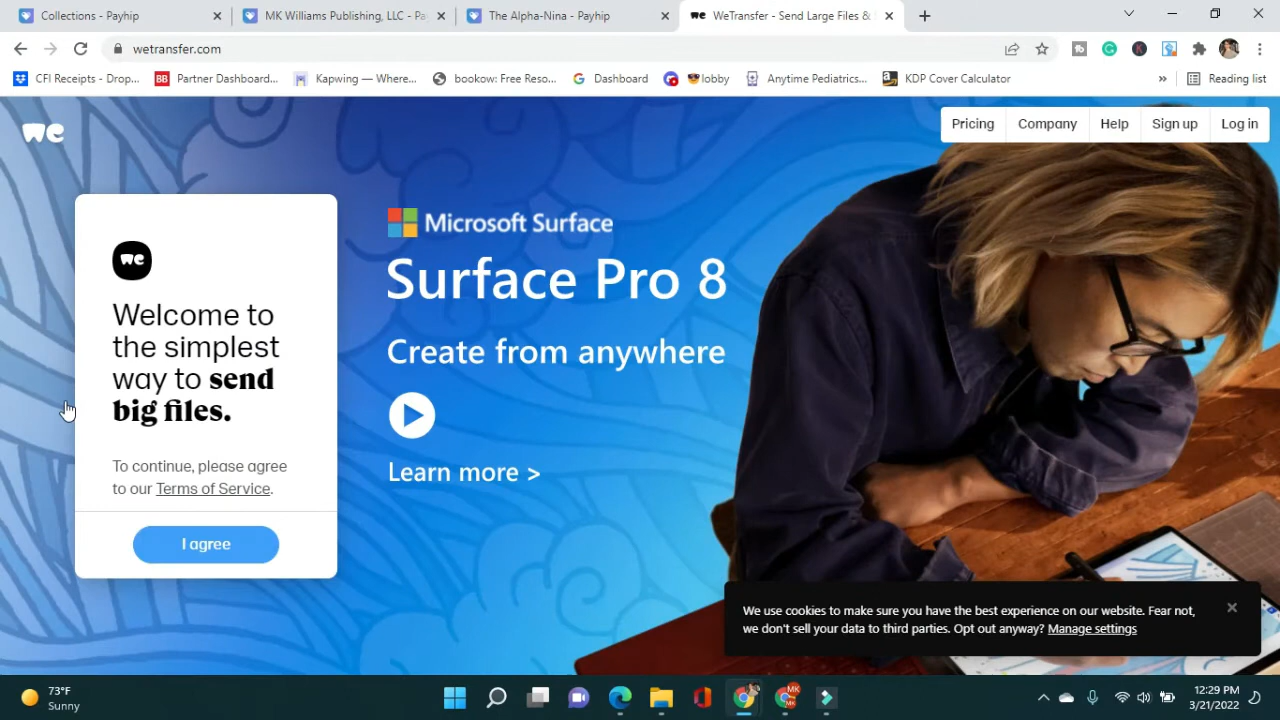 Collections - Payhip
MK Williams Publishing, LLC - Pa
The Alpha-Nina - Payhip
WeTransfer - Send Large Files &
wetransfer.com
CFI Receipts - Drop...
Partner Dashboard...
Kapwing — Where...
bookow: Free Reso...
Dashboard
lobby
Anytime Pediatrics...
KDP Cover Calculator
»
Reading list
we
Pricing
Company
Help
Sign up
Log in
we
Welcome to
the simplest
way to send
big files.
To continue, please agree
to our Terms of Service.
I agree
Microsoft Surface
Surface Pro 8
Create from anywhere
Learn more >
We use cookies to make sure you have the best experience on our website. Fear not,
we don't sell your data to third parties. Opt out anyway? Manage settings
73°F
Sunny
MK
MK
12:29 PM
3/21/2022